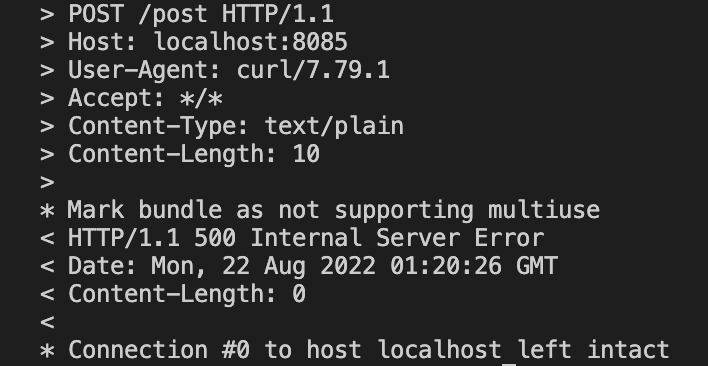 > POST /post HTTP/1.1
> Host: localhost:8085
> User-Agent: curl/7.79.1
> Accept: */*
> Content-Type: text/plain
> Content-Length: 10
>
* Mark bundle as not supporting multiuse
< HTTP/1.1 500 Internal Server Error
< Date: Mon, 22 Aug 2022 01:20:26 GMT
< Content-Length: 0
<
* Connection #0 to host localhost left intact